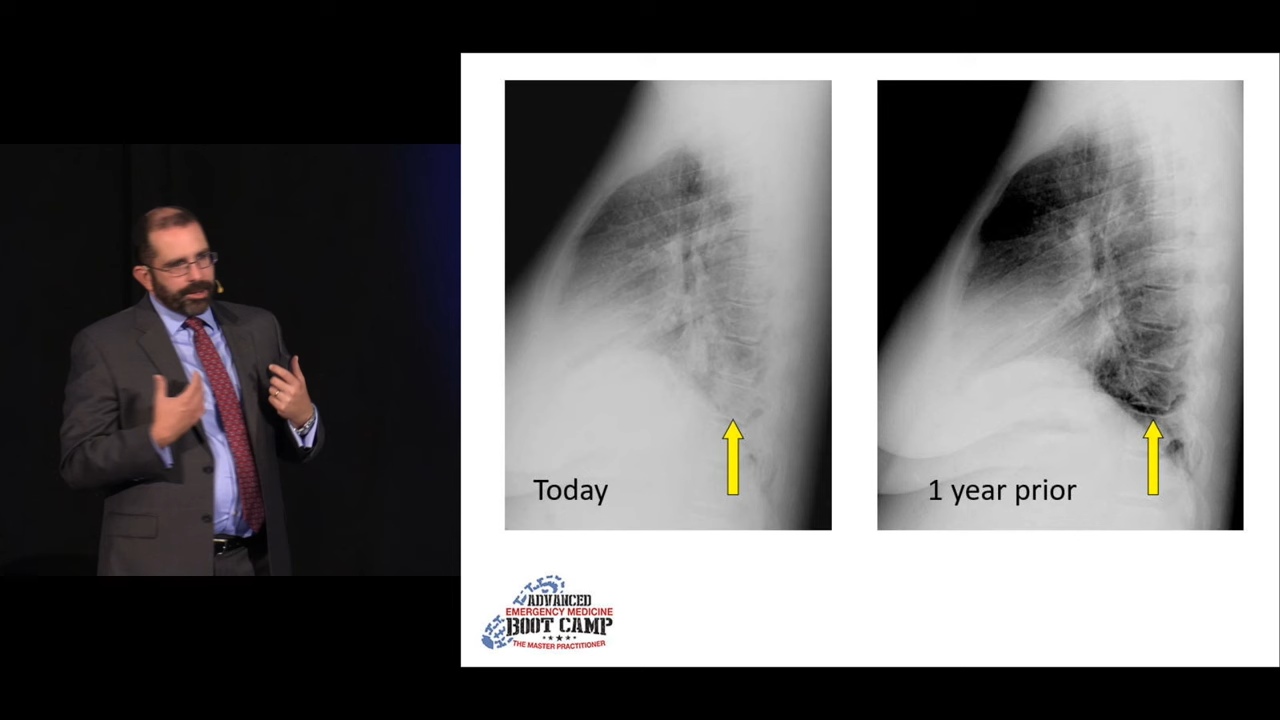 Today
1 year prior
ADVANCED
EMERGENCY MEDICINE
BOOT CAMP
THE MASTER PRACTITIONER